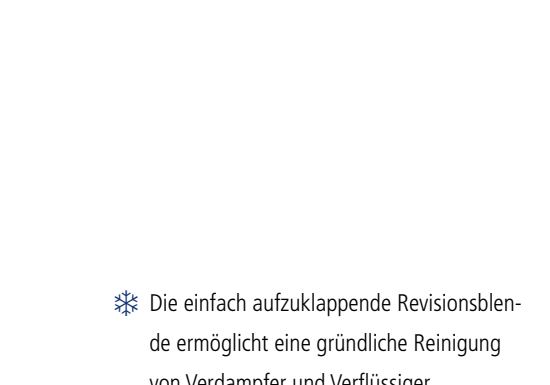 Die einfach aufzuklappende Revisionsblen-
de ermöglicht eine gründliche Reinigung
von Verdampfer und Verflüssiger